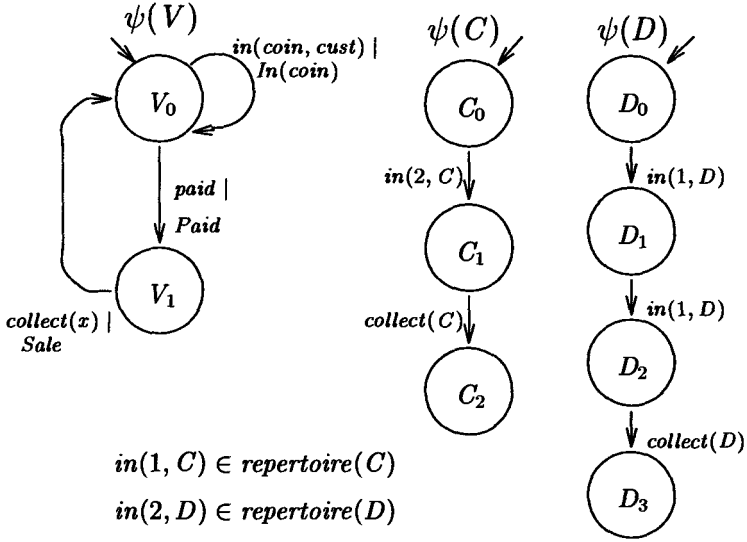 ψ(V)
in(coin, cust) |
In(coin)
V₀
paid |
Paid
V₁
collect(x) |
Sale
ψ(C)
C₀
in(2, C)
C₁
collect(C)
C₂
ψ(D)
D₀
in(1, D)
D₁
in(1, D)
D₂
collect(D)
D₃
in(1, C) ∈ repertoire(C)
in(2, D) ∈ repertoire(D)